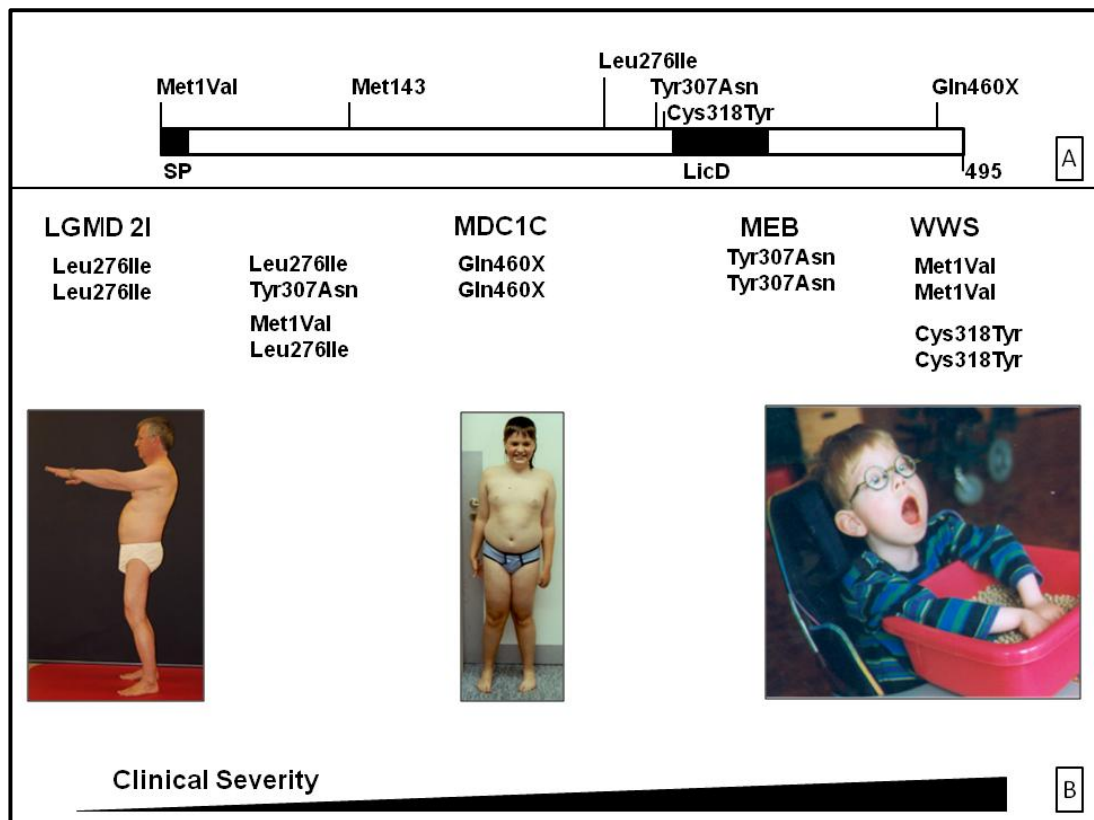 Leu276Ile
Met1Val Met143 Tyr307Asn Gln460X
Cys318Tyr
SP LicD 495
A
LGMD 2I MDC1C MEB WWS
Leu276Ile Leu276Ile Gln460X Tyr307Asn Met1Val
Leu276Ile Tyr307Asn Gln460X Tyr307Asn Met1Val
Met1Val Cys318Tyr
Leu276Ile Cys318Tyr
Clinical Severity
B